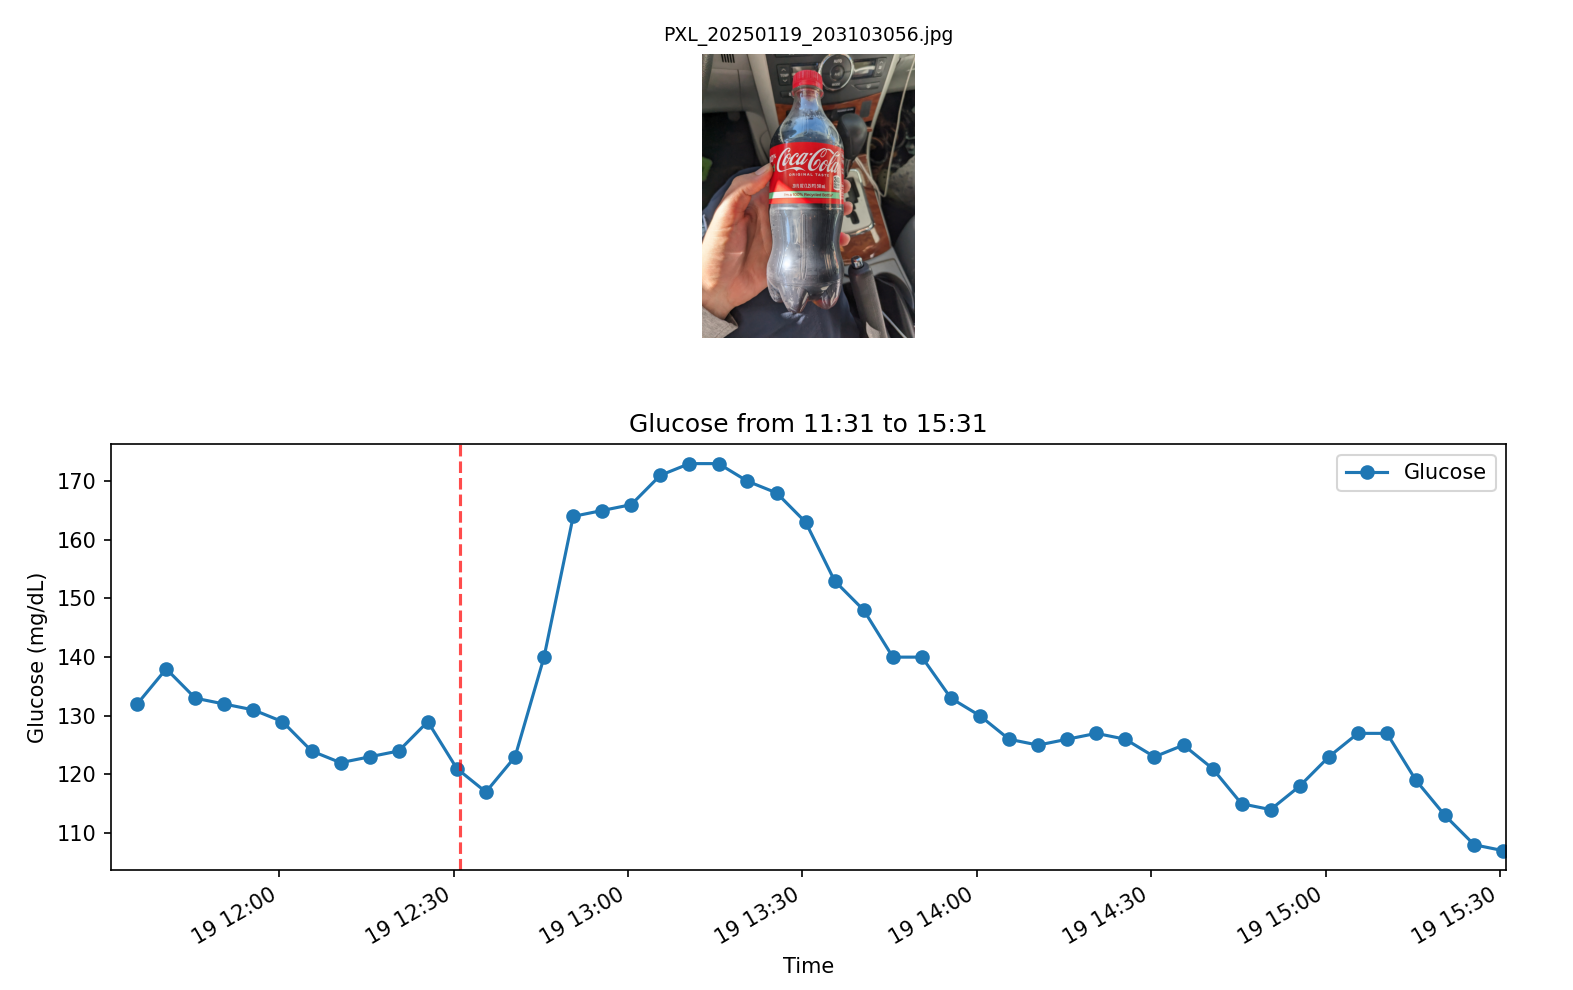 PXL_20250119_203103056.jpg
Coca-Cola
ORIGINAL TASTE
Glucose from 11:31 to 15:31
Glucose
170
160
150
140
130
120
110
Glucose (mg/dL)
19 12:00
19 12:30
19 13:00
19 13:30
19 14:00
19 14:30
19 15:00
19 15:30
Time